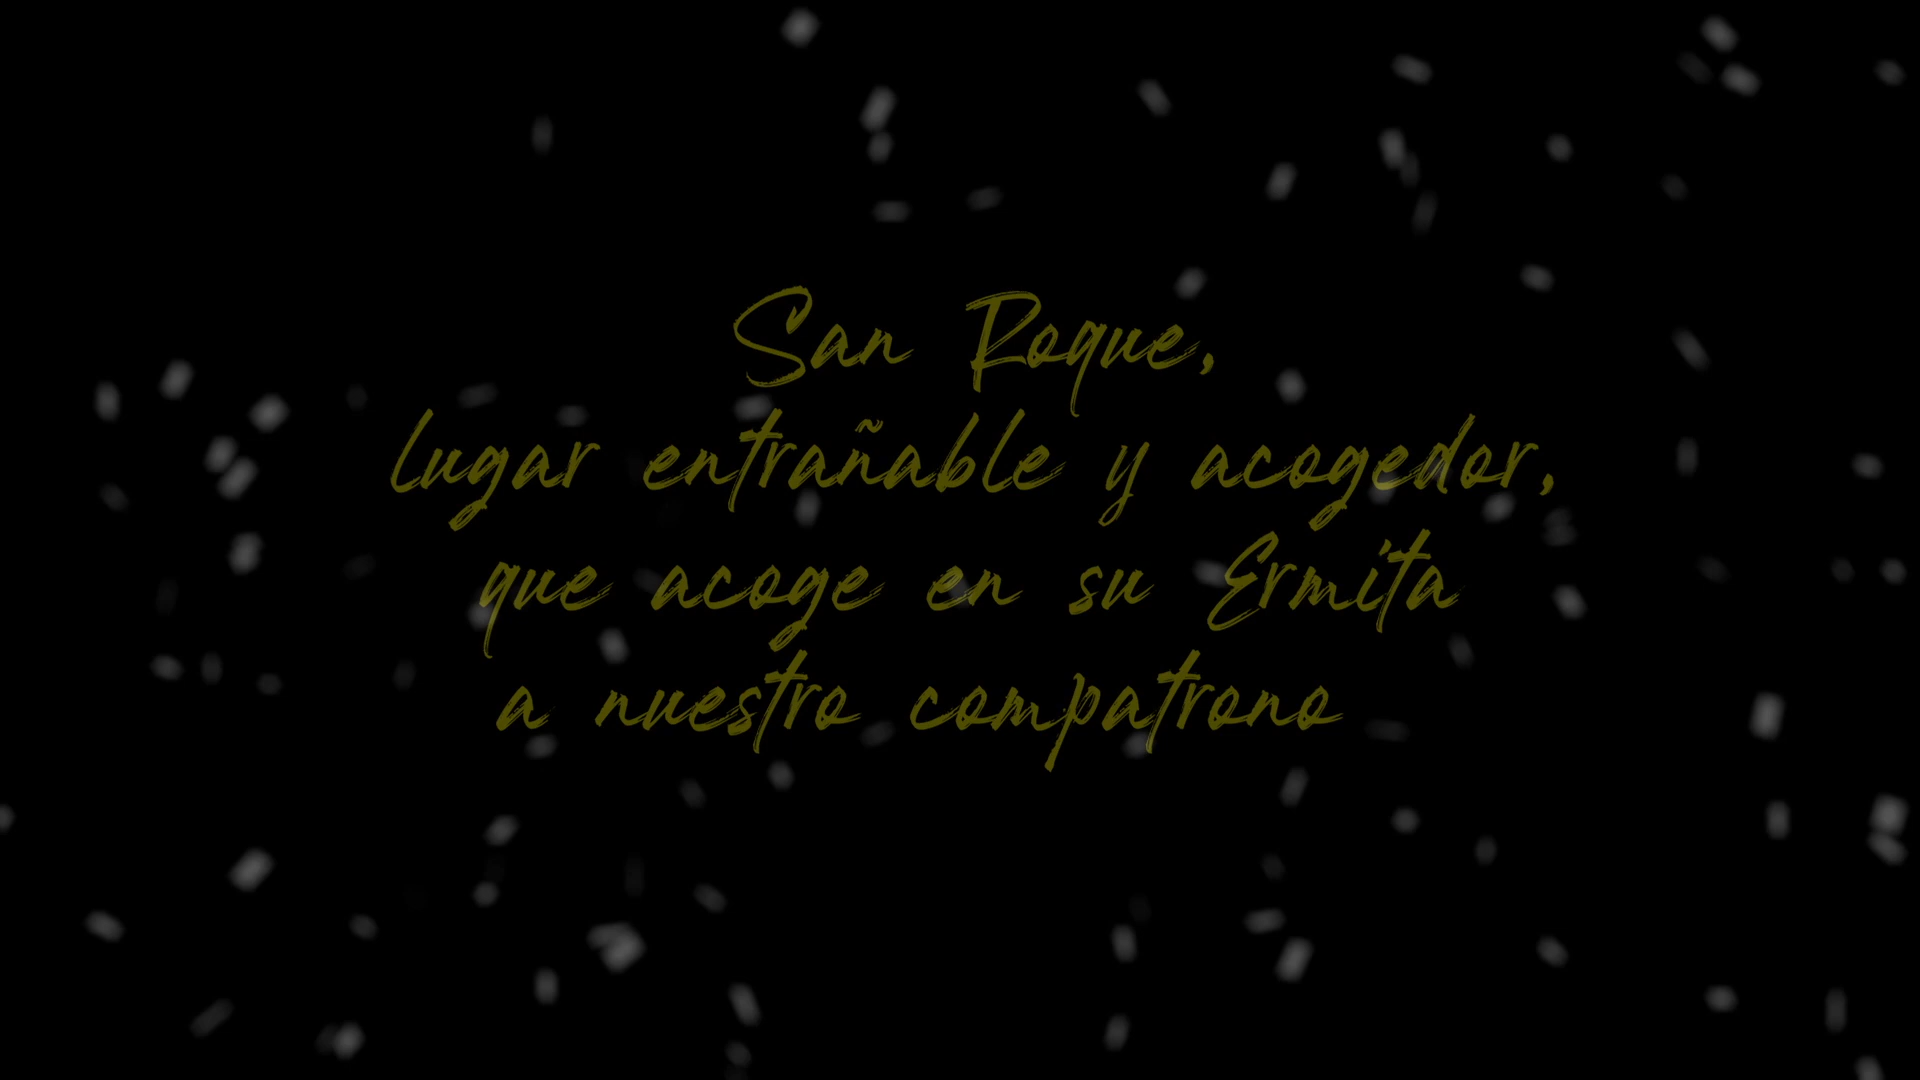 San Roque,
lugar entrañable y acogedor,
que acoge en su Ermita
a nuestro compatrono